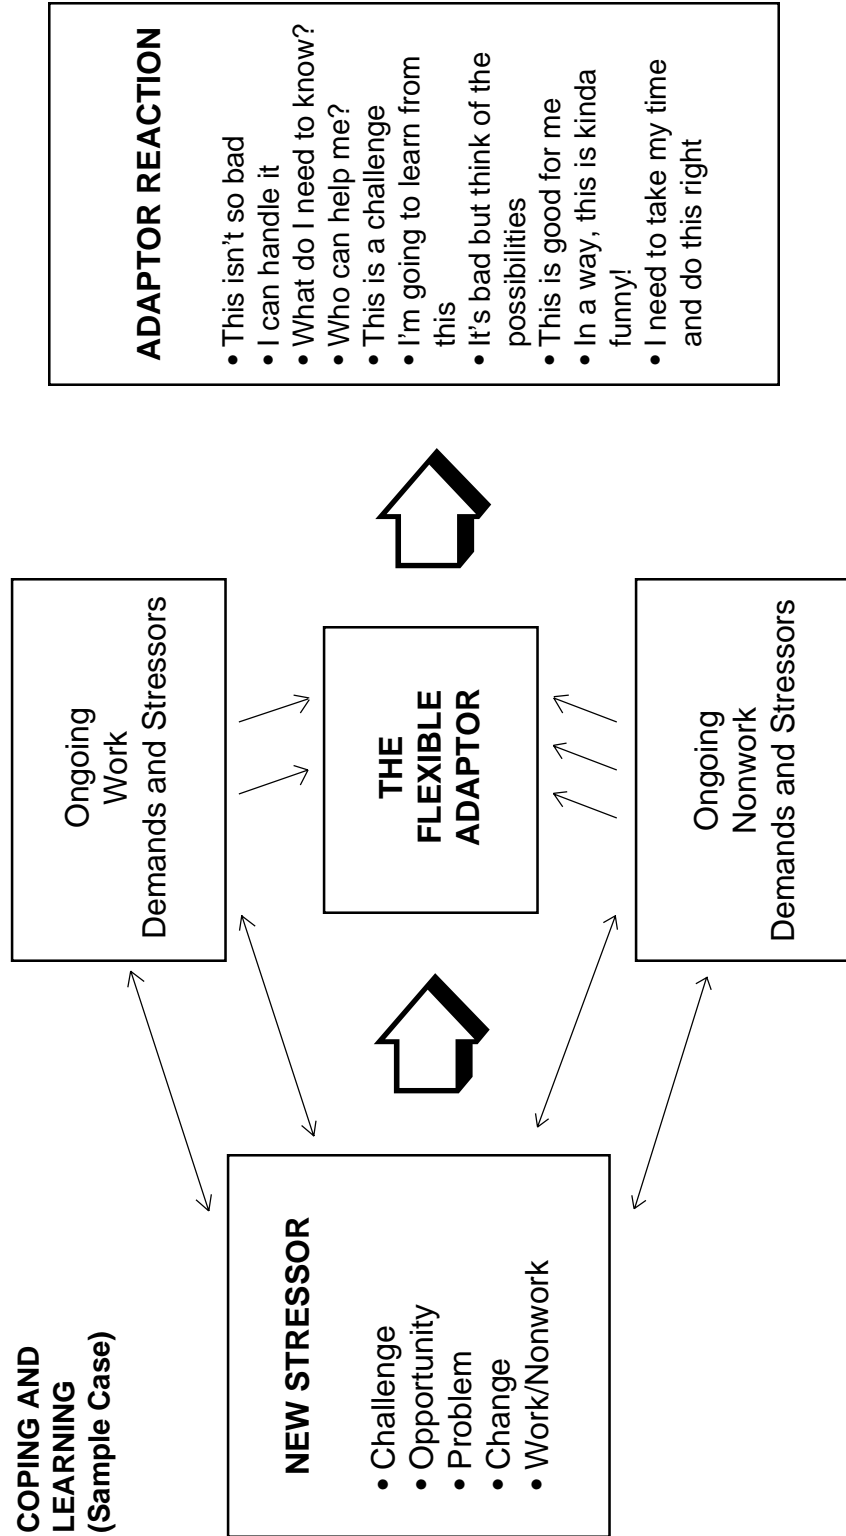 COPING AND
LEARNING
(Sample Case)
NEW STRESSOR
• Challenge
• Opportunity
• Problem
• Change
• Work/Nonwork
Ongoing
Work
Demands and Stressors
THE
FLEXIBLE
ADAPTOR
Ongoing
Nonwork
Demands and Stressors
ADAPTOR REACTION
• This isn't so bad
• I can handle it
• What do I need to know?
• Who can help me?
• This is a challenge
• I'm going to learn from
this
• It's bad but think of the
possibilities
• This is good for me
• In a way, this is kinda
funny!
• I need to take my time
and do this right